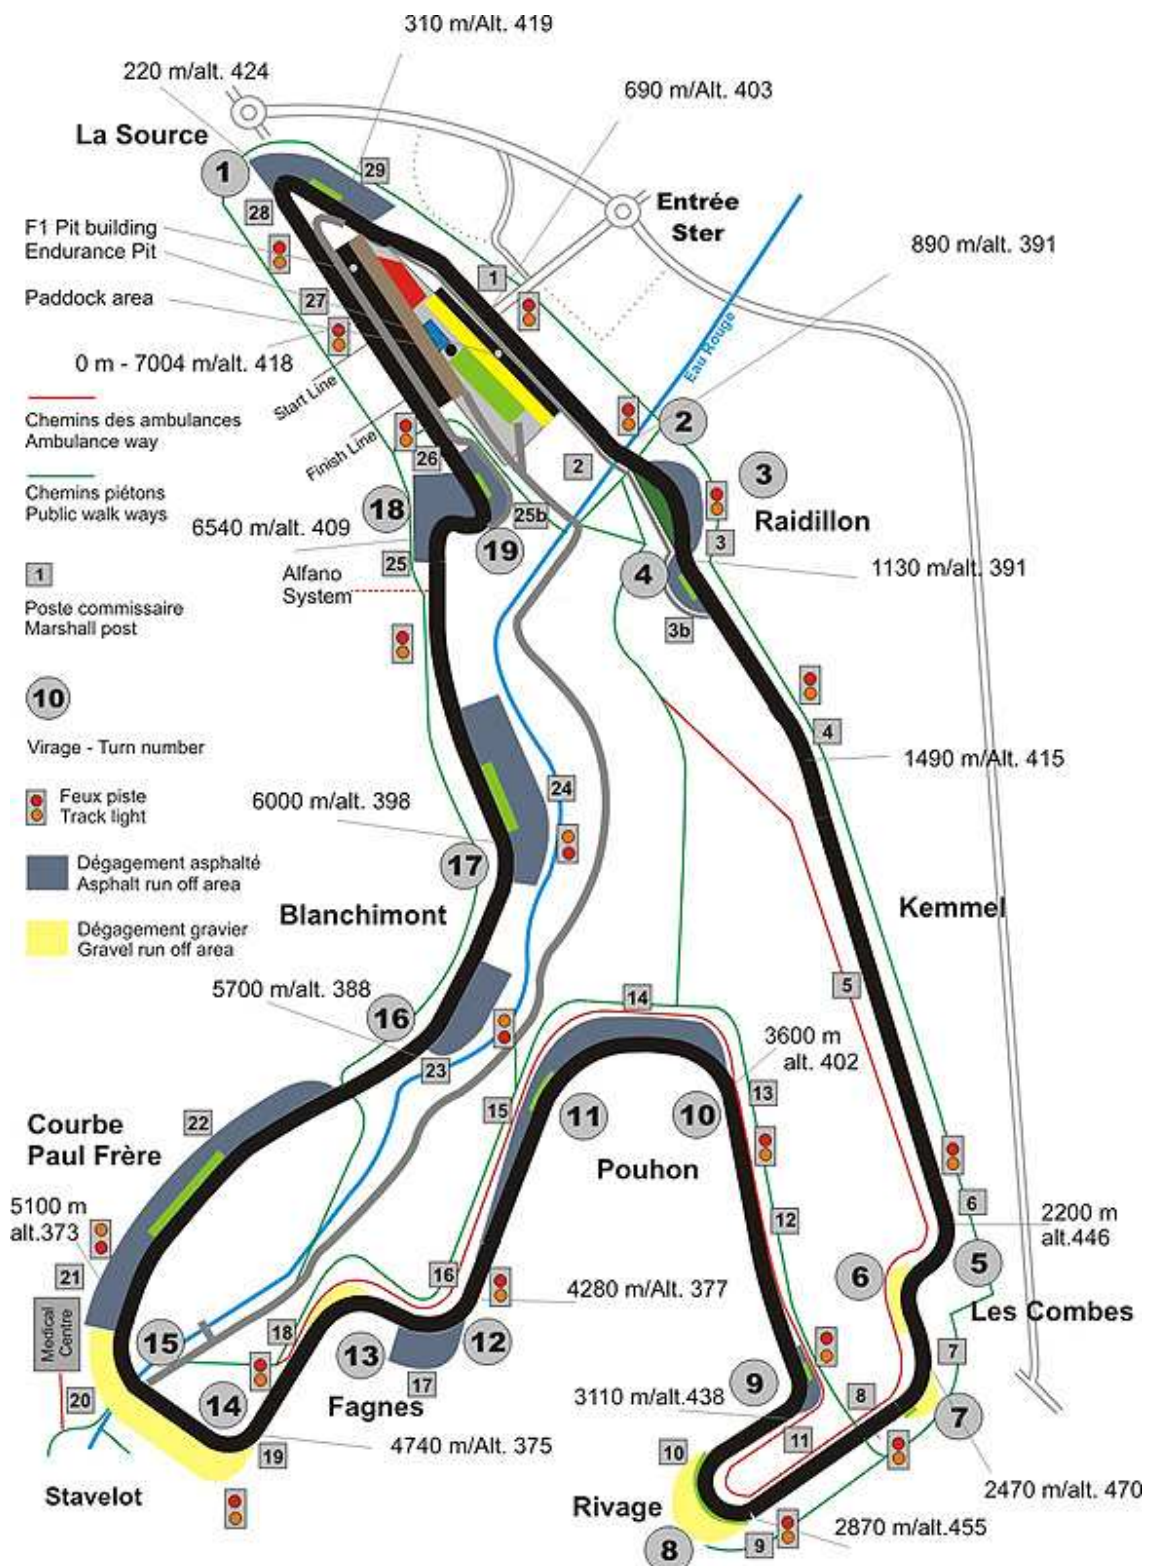 310 m/Alt. 419
220 m/alt. 424
690 m/Alt. 403
La Source
1
29
28
Entrée
Ster
F1 Pit building
Endurance Pit
890 m/alt. 391
1
27
Paddock area
Eau Rouge
0 m - 7004 m/alt. 418
Start Line
Chemins des ambulances
Ambulance way
2
Finish Line
26
2
3
Chemins piétons
Public walk ways
18
25b
Raidillon
6540 m/alt. 409
19
3
25
4
1130 m/alt. 391
Alfano
System
1
Poste commissaire
Marshall post
3b
10
4
Virage - Turn number
1490 m/Alt. 415
Feux piste
Track light
24
6000 m/alt. 398
Dégagement asphalté
Asphalt run off area
17
Kemmel
Blanchimont
Dégagement gravier
Gravel run off area
5700 m/alt. 388
5
14
16
3600 m
alt. 402
23
13
15
11
10
22
Courbe
Paul Frère
Pouhon
5100 m
alt.373
12
6
2200 m
alt.446
21
16
6
5
4280 m/Alt. 377
Les Combes
Medical
Centre
15
18
13
12
7
17
9
20
14
Fagnes
3110 m/alt.438
8
7
19
4740 m/Alt. 375
11
10
Stavelot
2470 m/alt. 470
Rivage
2870 m/alt.455
8
9